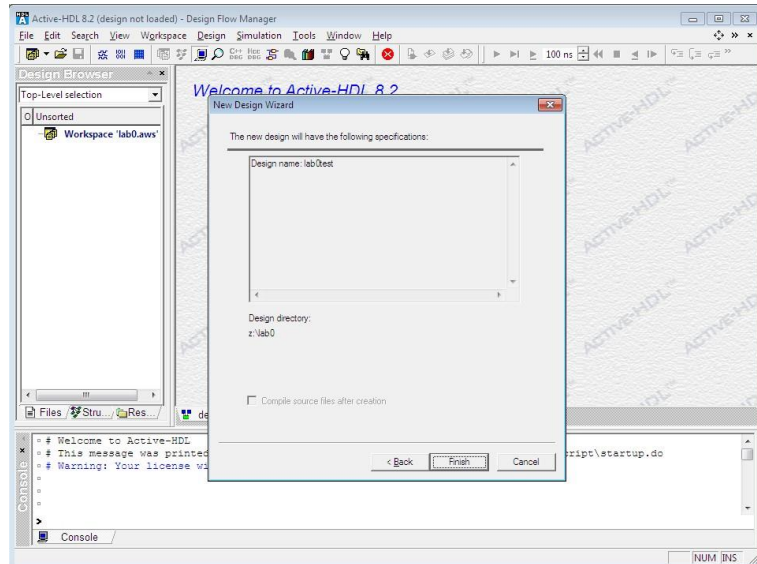 Active-HDL 8.2 (design not loaded) - Design Flow Manager
File Edit Search View Workspace Design Simulation Tools Window Help
100 ns
Design Browser
Top-Level selection
Unsorted
Workspace 'lab0.aws'
Welcome to Active-HDL 8.2
New Design Wizard
The new design will have the following specifications:
Design name: lab0test
Design directory:
z:\lab0
Compile source files after creation
< Back Finish Cancel
Files Stru... Res...
de
# Welcome to Active-HDL
# This message was printed ript\startup.do
# Warning: Your license wi
>
Console
Console
NUM INS
ACTIVE-HDL